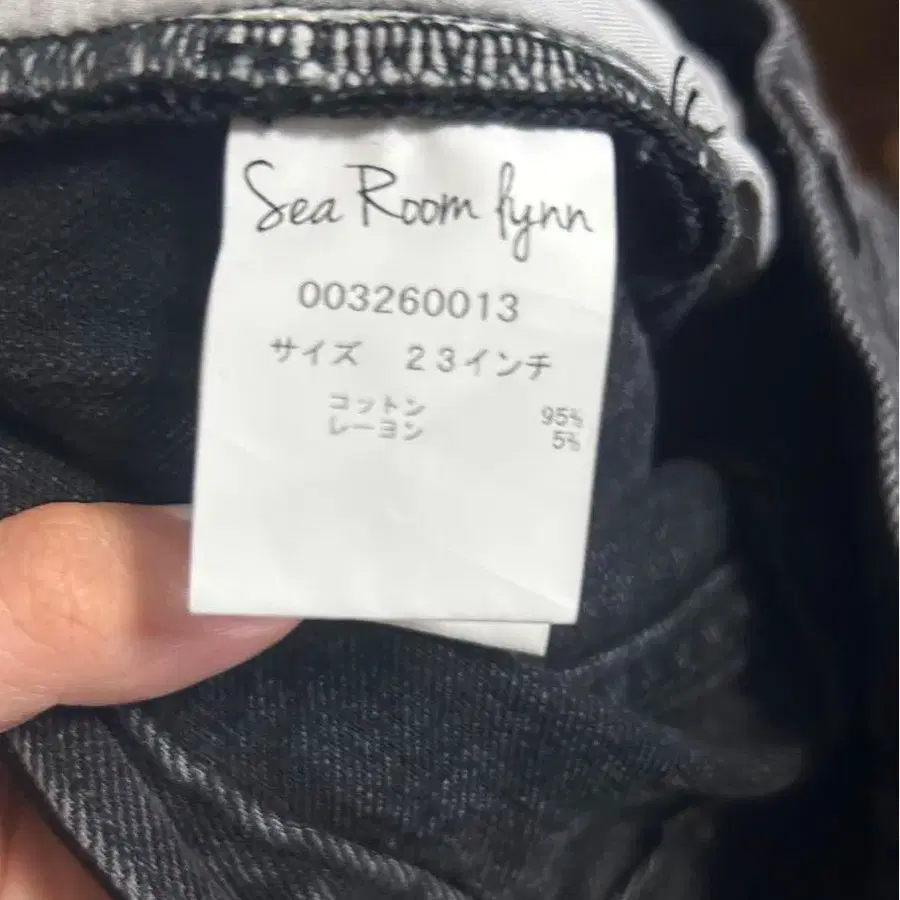 Sea Room lynn
003260013
サイズ 23インチ
コットン 95%
レーヨン 5%